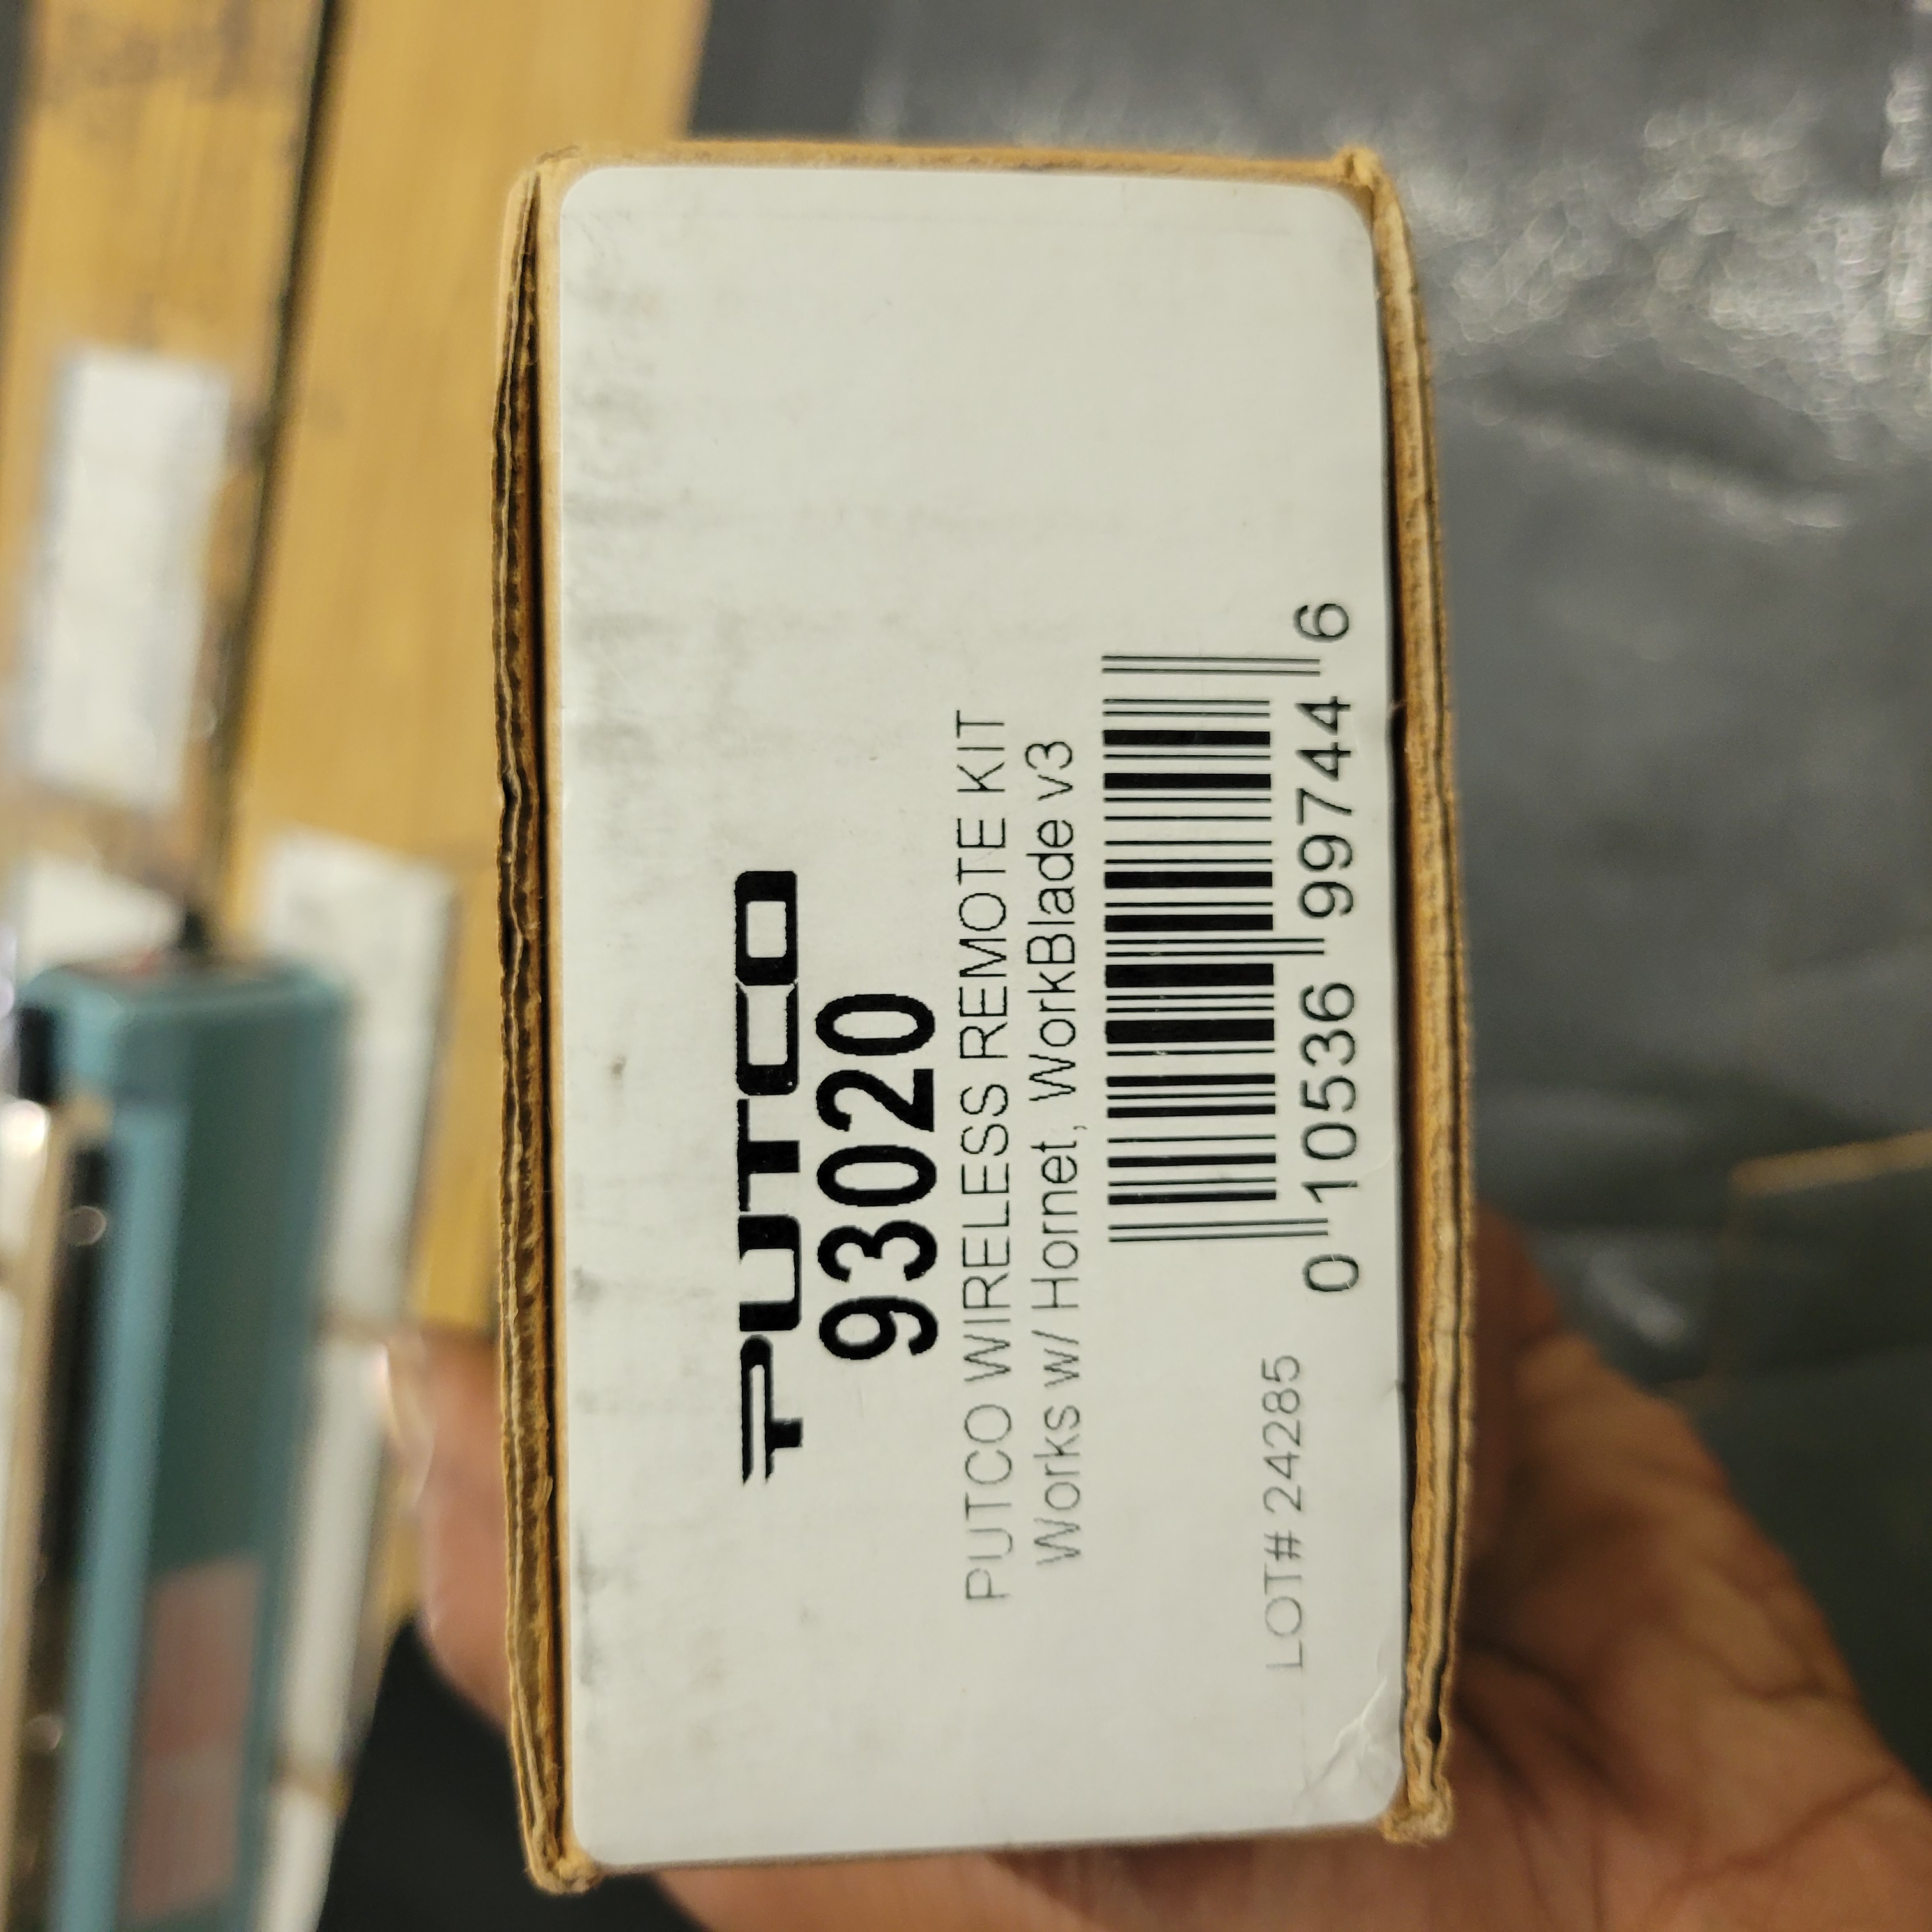 PUTCO
93020
PUTCO WIRELESS REMOTE KIT
Works w/ Hornet, WorkBlade v3
0 10536 99744 6
LOT# 24285